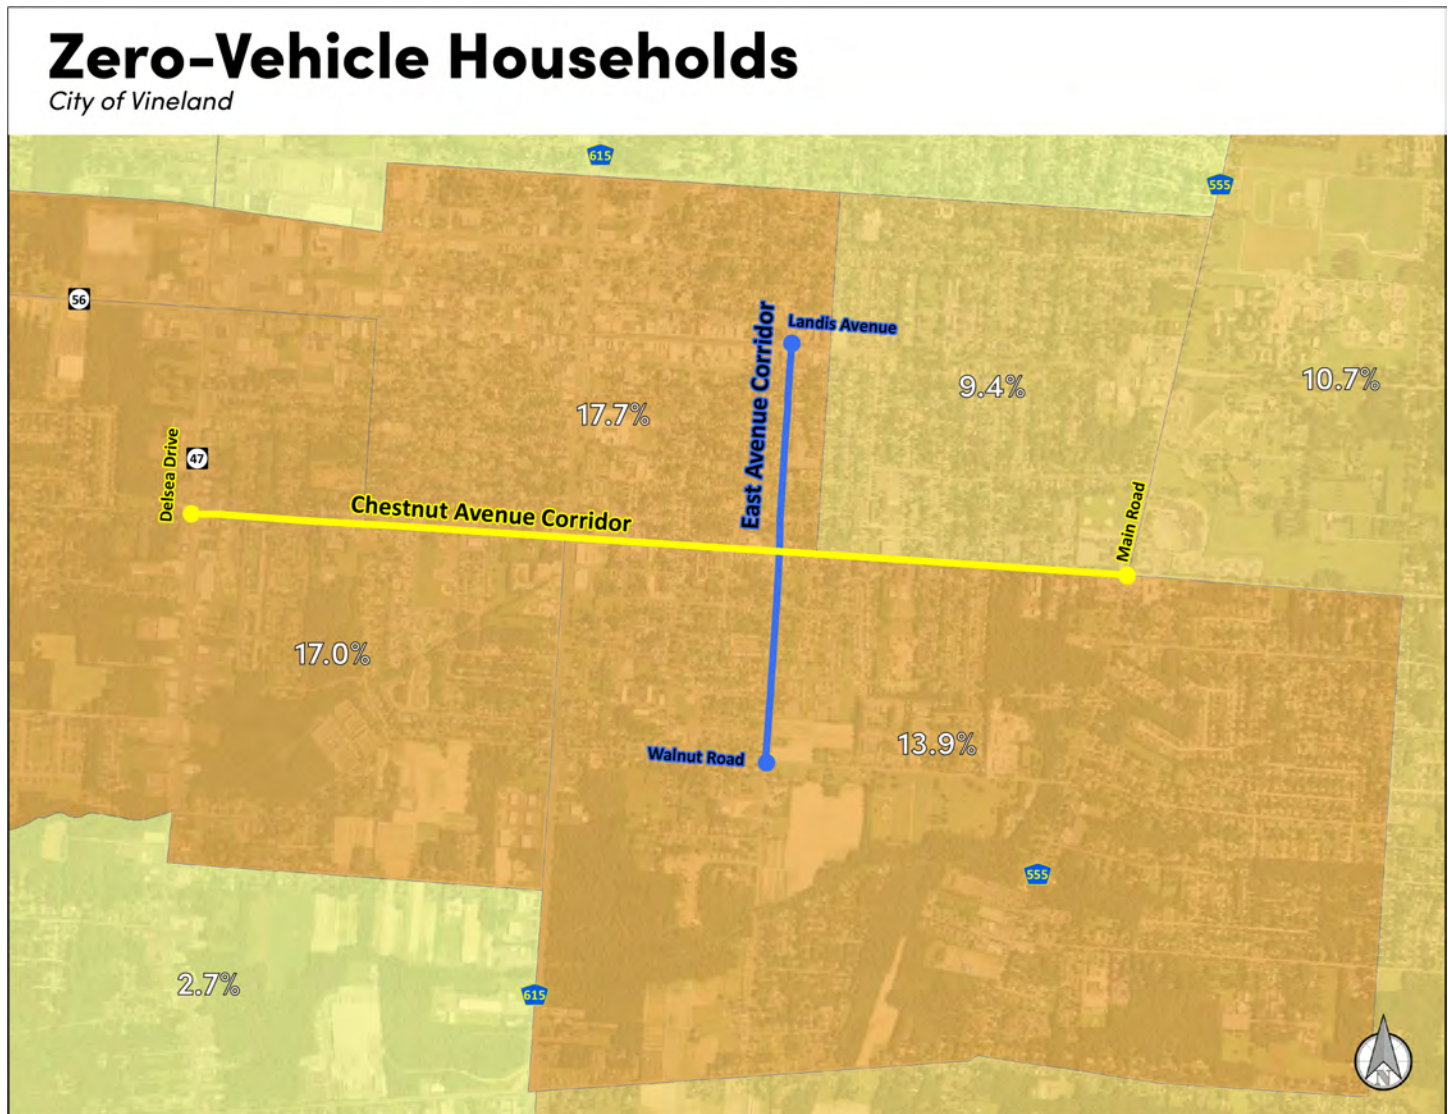 Zero-Vehicle Households
City of Vineland
615
555
56
Landis Avenue
East Avenue Corridor
10.7%
9.4%
17.7%
47
Delsea Drive
Chestnut Avenue Corridor
Main Road
17.0%
13.9%
Walnut Road
555
2.7%
615
N